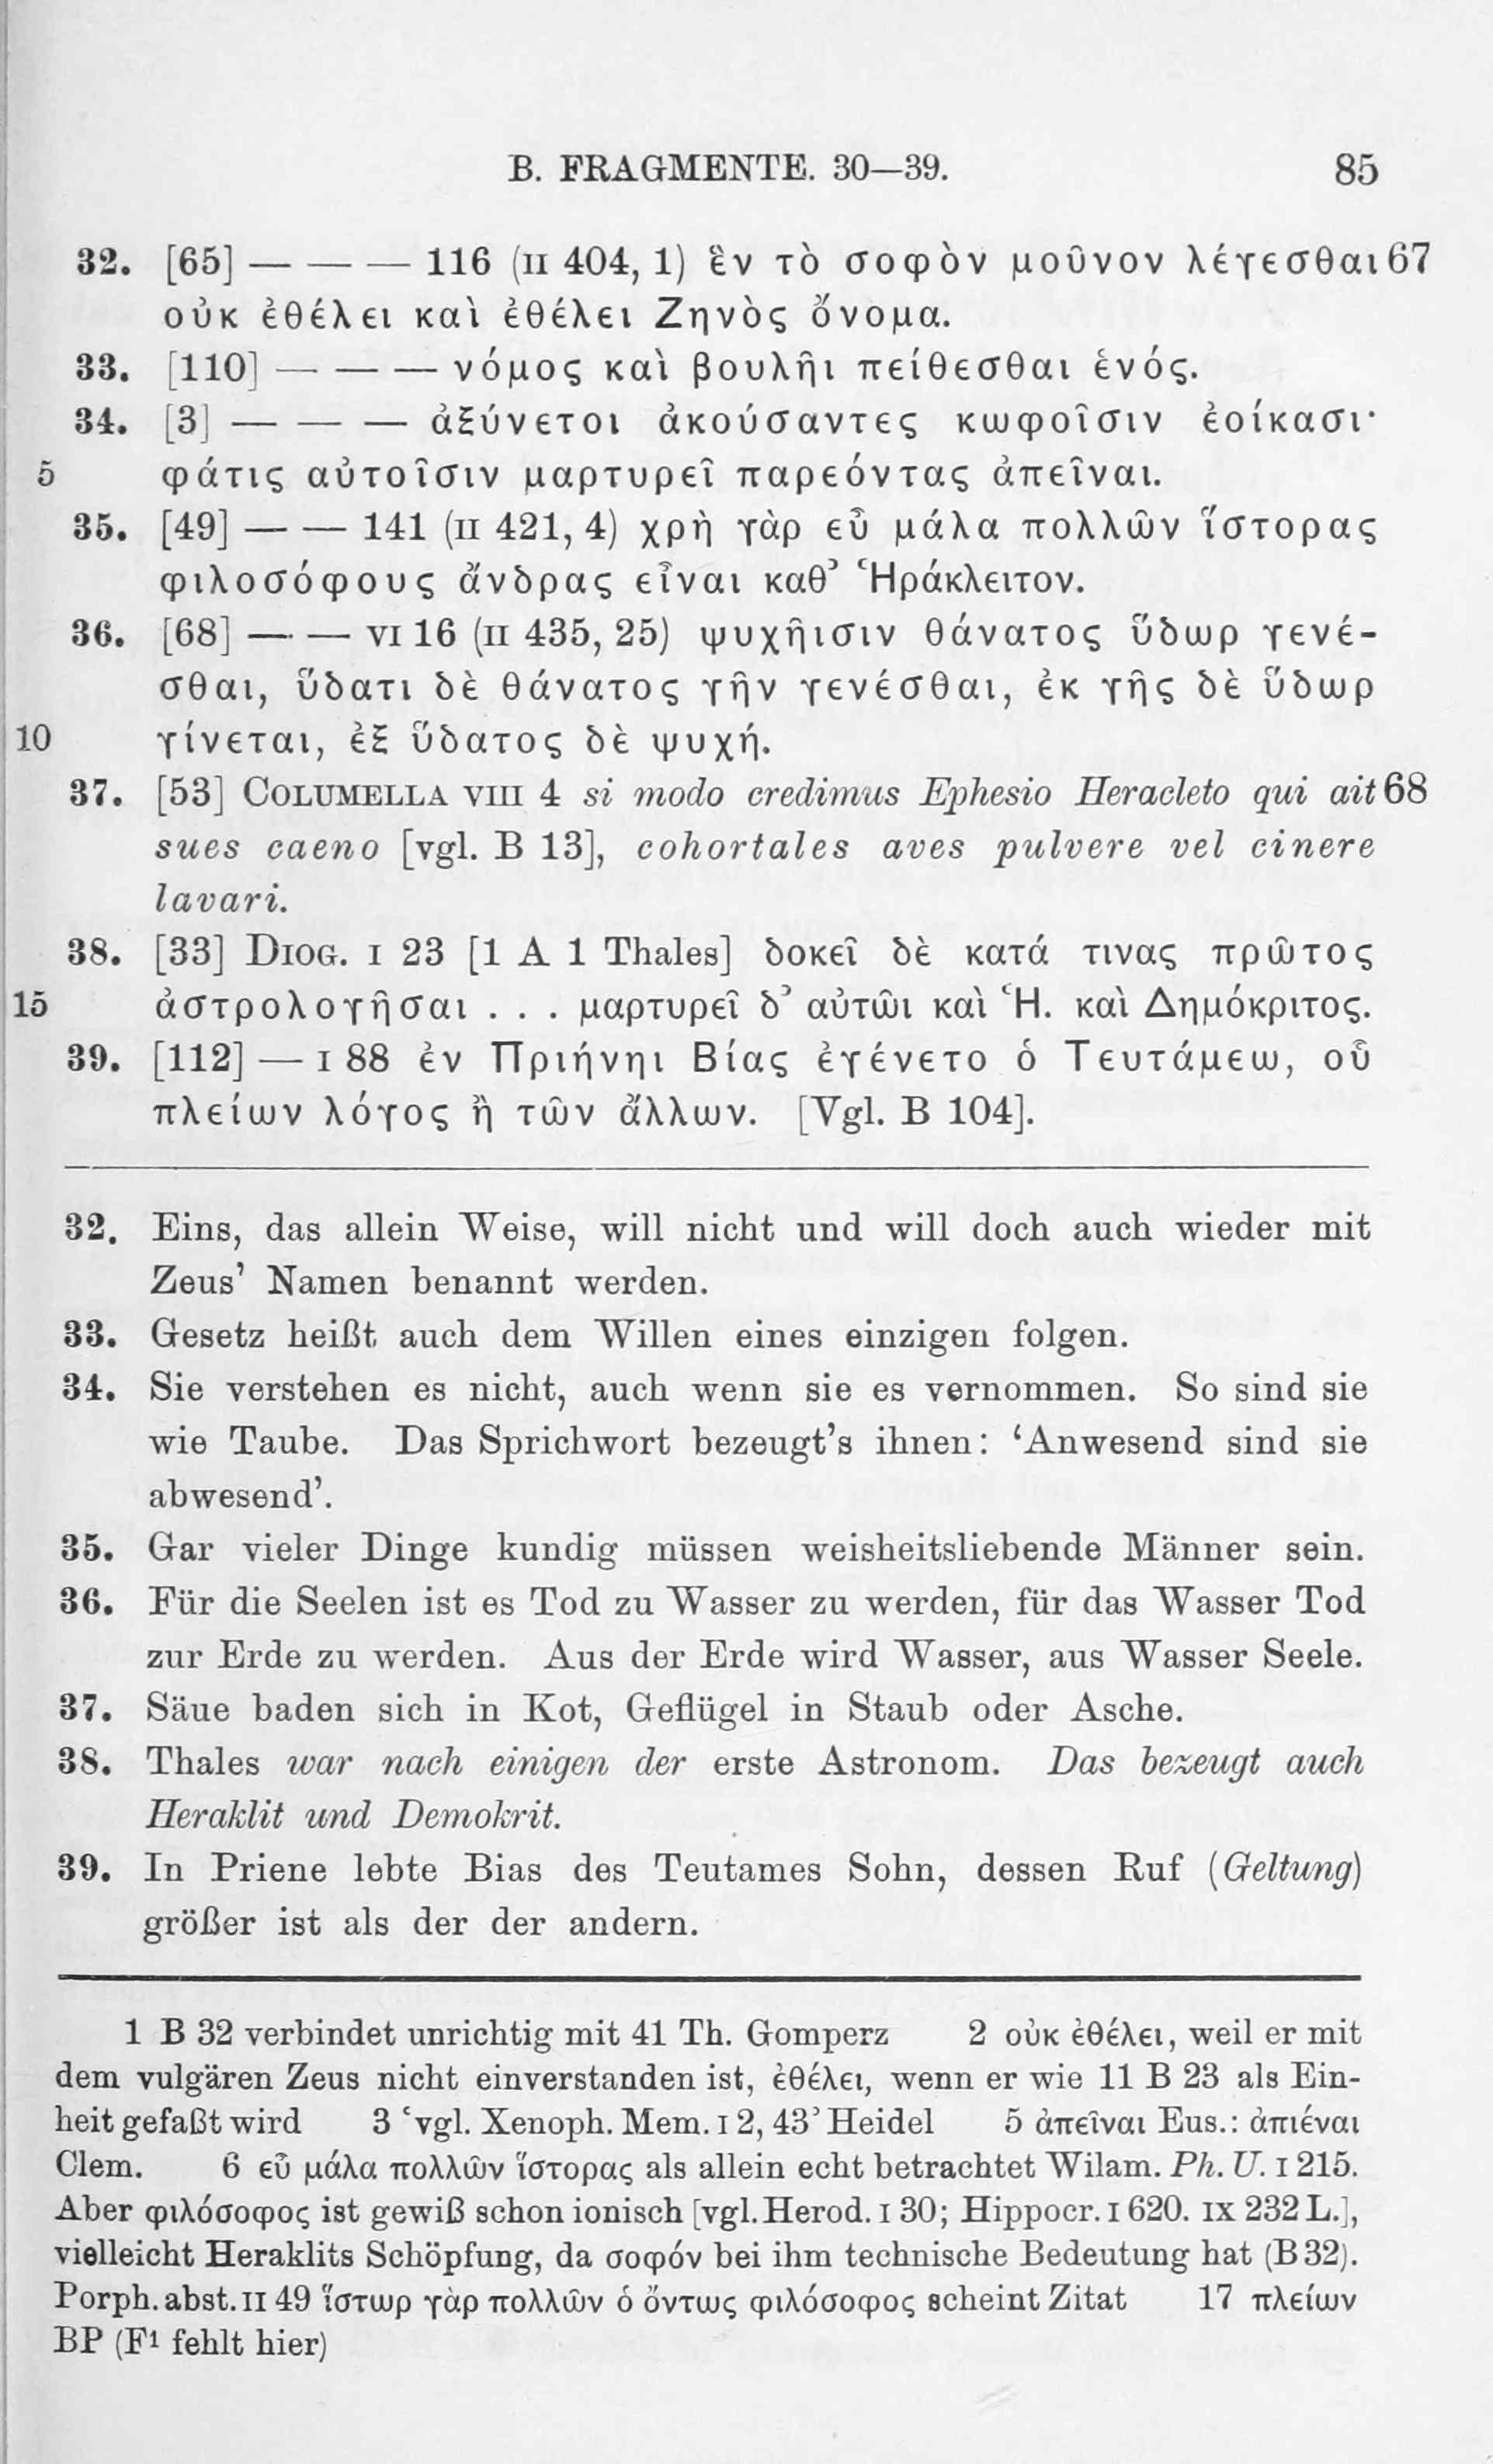 B. FRAGMENTE. 30—39. 85
32. [65] — — — 116 (II 404, 1) ἓν τὸ σοφὸν μοῦνον λέγεσθαι 67
οὐκ ἐθέλει καὶ ἐθέλει Ζηνὸς ὄνομα.
33. [110] — — — νόμος καὶ βουλῆι πείθεσθαι ἑνός.
34. [3] — — — ἀξύνετοι ἀκούσαντες κωφοῖσιν ἐοίκασι·
5 φάτις αὐτοῖσιν μαρτυρεῖ παρεόντας ἀπεῖναι.
35. [49] — — 141 (II 421, 4) χρὴ γὰρ εὖ μάλα πολλῶν ἵστορας
φιλοσόφους ἄνδρας εἶναι καθ᾽ Ἡράκλειτον.
36. [68] — — VI 16 (II 435, 25) ψυχῆισιν θάνατος ὕδωρ γενέ-
σθαι, ὕδατι δὲ θάνατος γῆν γενέσθαι, ἐκ γῆς δὲ ὕδωρ
10 γίνεται, ἐξ ὕδατος δὲ ψυχή.
37. [53] COLUMELLA VIII 4 si modo credimus Ephesio Heracleto qui ait 68
sues caeno [vgl. B 13], cohortales aves pulvere vel cinere
lavari.
38. [33] DIOG. I 23 [1 A 1 Thales] δοκεῖ δὲ κατά τινας πρῶτος
15 ἀστρολογῆσαι . . . μαρτυρεῖ δ᾽ αὐτῶι καὶ Ἡ. καὶ Δημόκριτος.
39. [112] — I 88 ἐν Πριήνηι Βίας ἐγένετο ὁ Τευτάμεω, οὗ
πλείων λόγος ἢ τῶν ἄλλων. [Vgl. B 104].
32. Eins, das allein Weise, will nicht und will doch auch wieder mit
Zeus’ Namen benannt werden.
33. Gesetz heißt auch dem Willen eines einzigen folgen.
34. Sie verstehen es nicht, auch wenn sie es vernommen. So sind sie
wie Taube. Das Sprichwort bezeugt’s ihnen: ‘Anwesend sind sie
abwesend’.
35. Gar vieler Dinge kundig müssen weisheitsliebende Männer sein.
36. Für die Seelen ist es Tod zu Wasser zu werden, für das Wasser Tod
zur Erde zu werden. Aus der Erde wird Wasser, aus Wasser Seele.
37. Säue baden sich in Kot, Geflügel in Staub oder Asche.
38. Thales war nach einigen der erste Astronom. Das bezeugt auch
Heraklit und Demokrit.
39. In Priene lebte Bias des Teutames Sohn, dessen Ruf (Geltung)
größer ist als der der andern.
1 B 32 verbindet unrichtig mit 41 Th. Gomperz 2 οὐκ ἐθέλει, weil er mit
dem vulgären Zeus nicht einverstanden ist, ἐθέλει, wenn er wie 11 B 23 als Ein-
heit gefaßt wird 3 ‘vgl. Xenoph. Mem. I 2, 43’ Heidel 5 ἀπεῖναι Eus.: ἀπιέναι
Clem. 6 εὖ μάλα πολλῶν ἵστορας als allein echt betrachtet Wilam. Ph. U. I 215.
Aber φιλόσοφος ist gewiß schon ionisch [vgl. Herod. I 30; Hippocr. I 620. IX 232 L.],
vielleicht Heraklits Schöpfung, da σοφόν bei ihm technische Bedeutung hat (B 32).
Porph. abst. II 49 ἵστωρ γὰρ πολλῶν ὁ ὄντως φιλόσοφος scheint Zitat 17 πλείων
BP (F¹ fehlt hier)